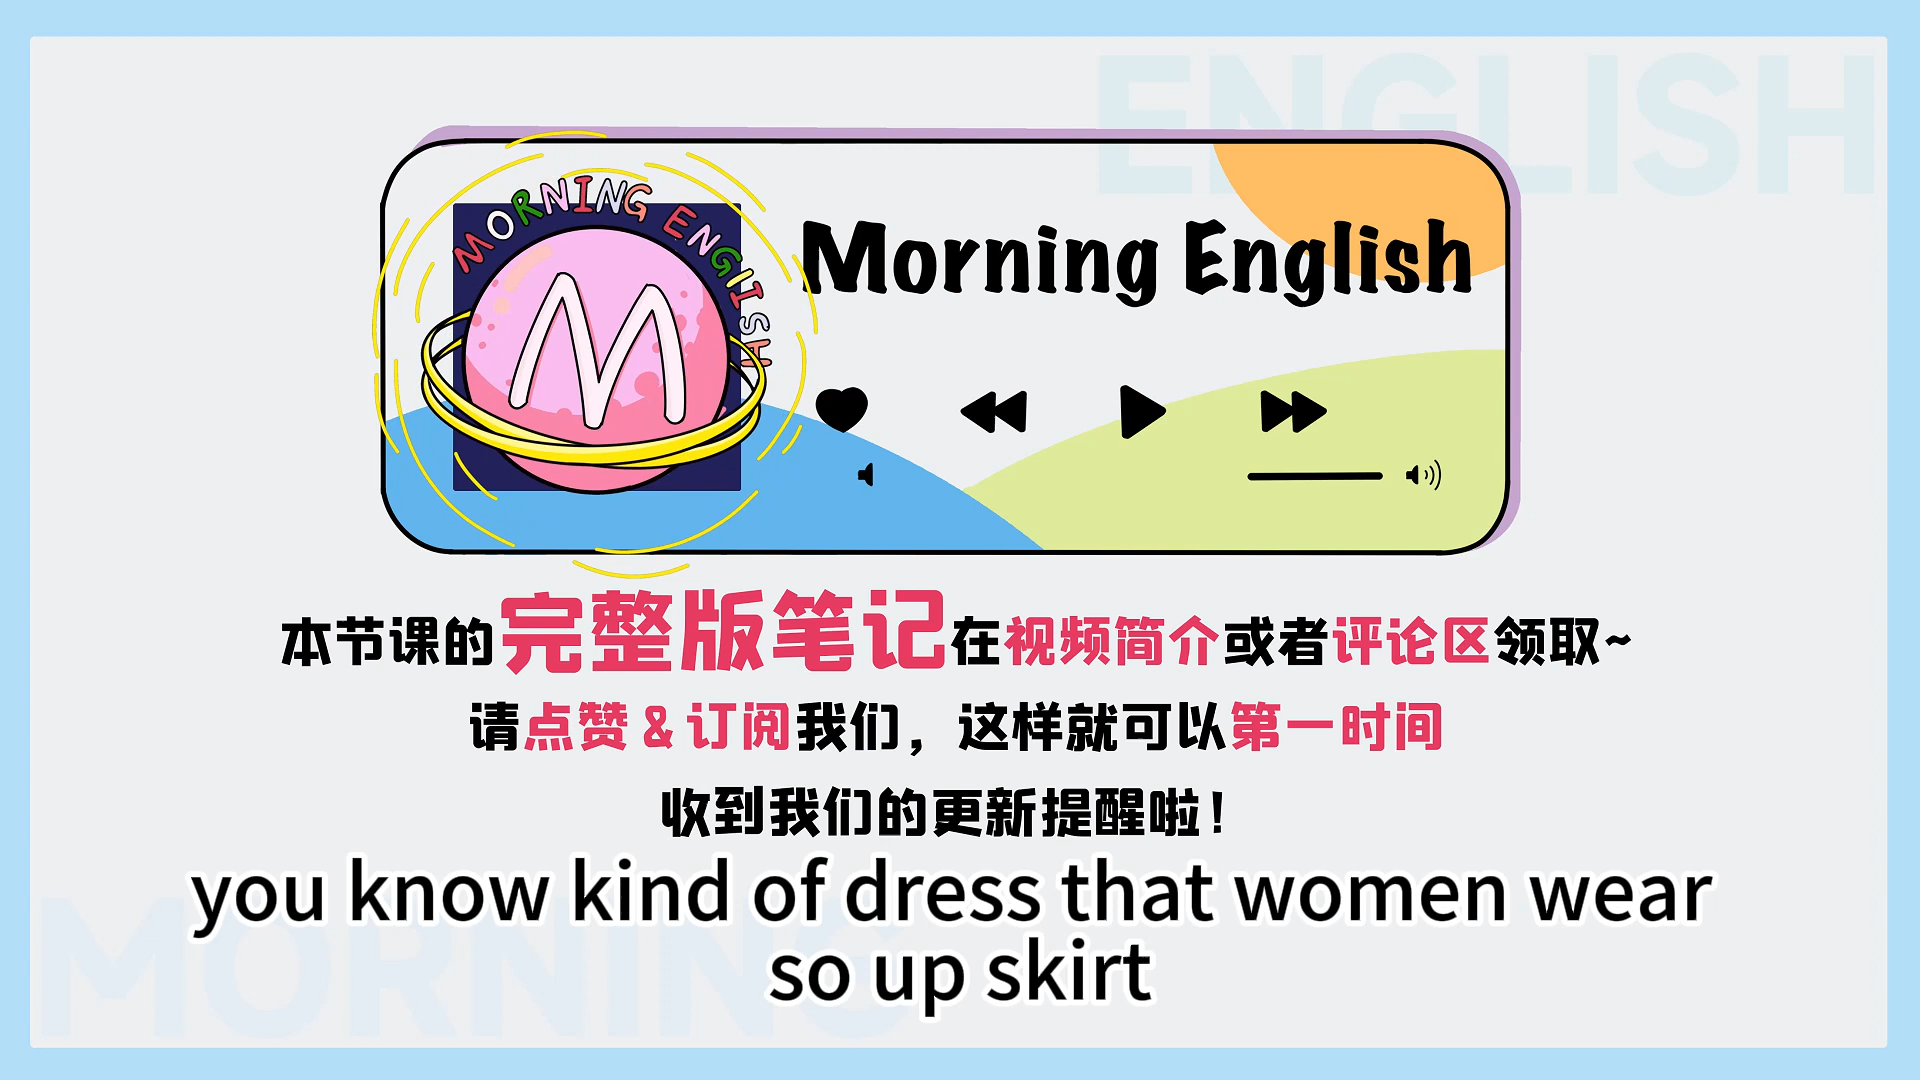 ENGLISH
MORNING ENGLISH
M
Morning English
本节课的完整版笔记在视频简介或者评论区领取~
请点赞&订阅我们，这样就可以第一时间
收到我们的更新提醒啦！
MORNING
you know kind of dress that women wear
so up skirt